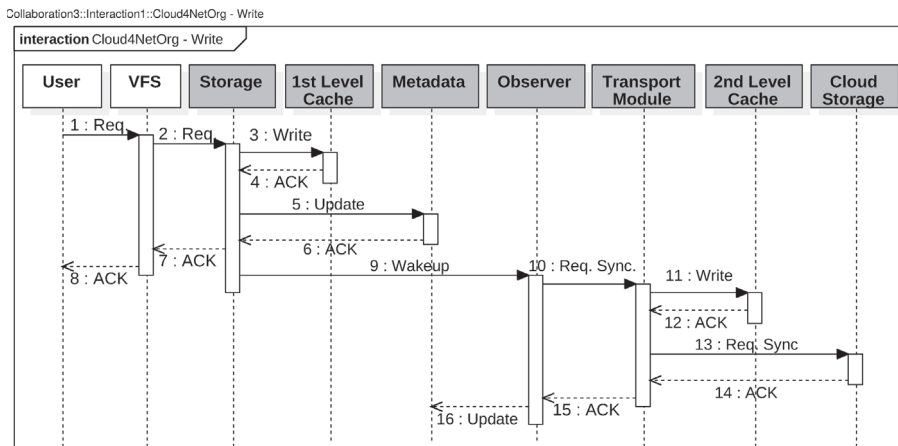 Collaboration3::Interaction1::Cloud4NetOrg - Write
interaction Cloud4NetOrg - Write
User
VFS
Storage
1st Level
Cache
Metadata
Observer
Transport
Module
2nd Level
Cache
Cloud
Storage
1 : Req
2 : Req
3 : Write
4 : ACK
5 : Update
6 : ACK
7 : ACK
8 : ACK
9 : Wakeup
10 : Req. Sync.
11 : Write
12 : ACK
13 : Req. Sync
14 : ACK
15 : ACK
16 : Update